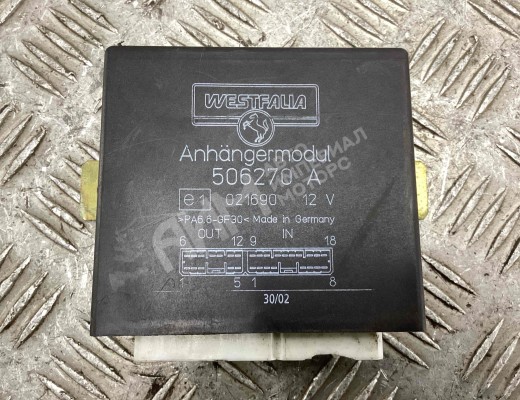 WESTFALIA
Anhängermodul
506270 A
e1 021690 12 V
>PA6.6-GF30< Made in Germany
OUT IN
6 12 9 18
1 5 1 8
30/02